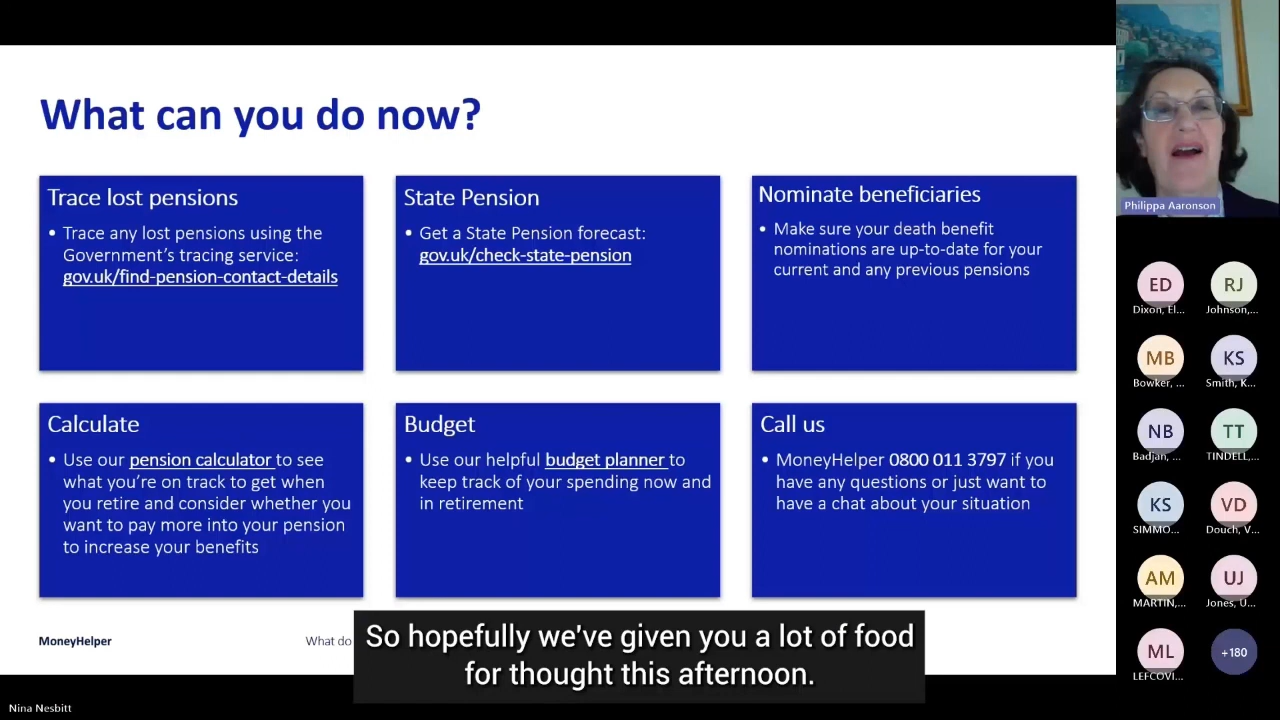 What can you do now?
Trace lost pensions
• Trace any lost pensions using the
Government's tracing service:
gov.uk/find-pension-contact-details
State Pension
• Get a State Pension forecast:
gov.uk/check-state-pension
Nominate beneficiaries
• Make sure your death benefit
nominations are up-to-date for your
current and any previous pensions
Calculate
• Use our pension calculator to see
what you're on track to get when
you retire and consider whether you
want to pay more into your pension
to increase your benefits
Budget
• Use our helpful budget planner to
keep track of your spending now and
in retirement
Call us
• MoneyHelper 0800 011 3797 if you
have any questions or just want to
have a chat about your situation
MoneyHelper
What do
So hopefully we've given you a lot of food
for thought this afternoon.
Nina Nesbitt
Philippa Aaronson
ED RJ
Dixon, El... Johnson,...
MB KS
Bowker, ... Smith, K...
NB TT
Badjan, ... TINDELL,...
KS VD
SIMMO... Douch, V...
AM UJ
MARTIN,... Jones, U...
ML +180
LEFCOVI...